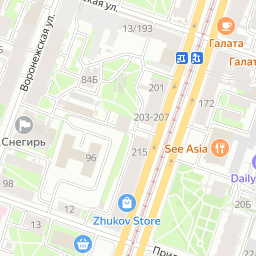 ая ул.
13/193
Галата
Воронежская ул.
84Б
201
Галата
203-207
172
Снегирь
215
See Asia
96
98
Daily
20Б
13
12
Zhukov Store
При